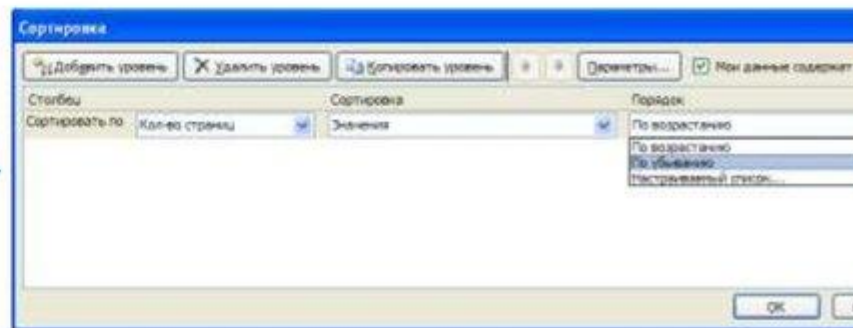 Сортировка
Добавить уровень Удалить уровень Копировать уровень Параметры... Мои данные содержат
Столбец Сортировка Порядок
Сортировать по Кол-во страниц Значения По возрастанию
По возрастанию
По убыванию
Настраиваемый список...
ОК